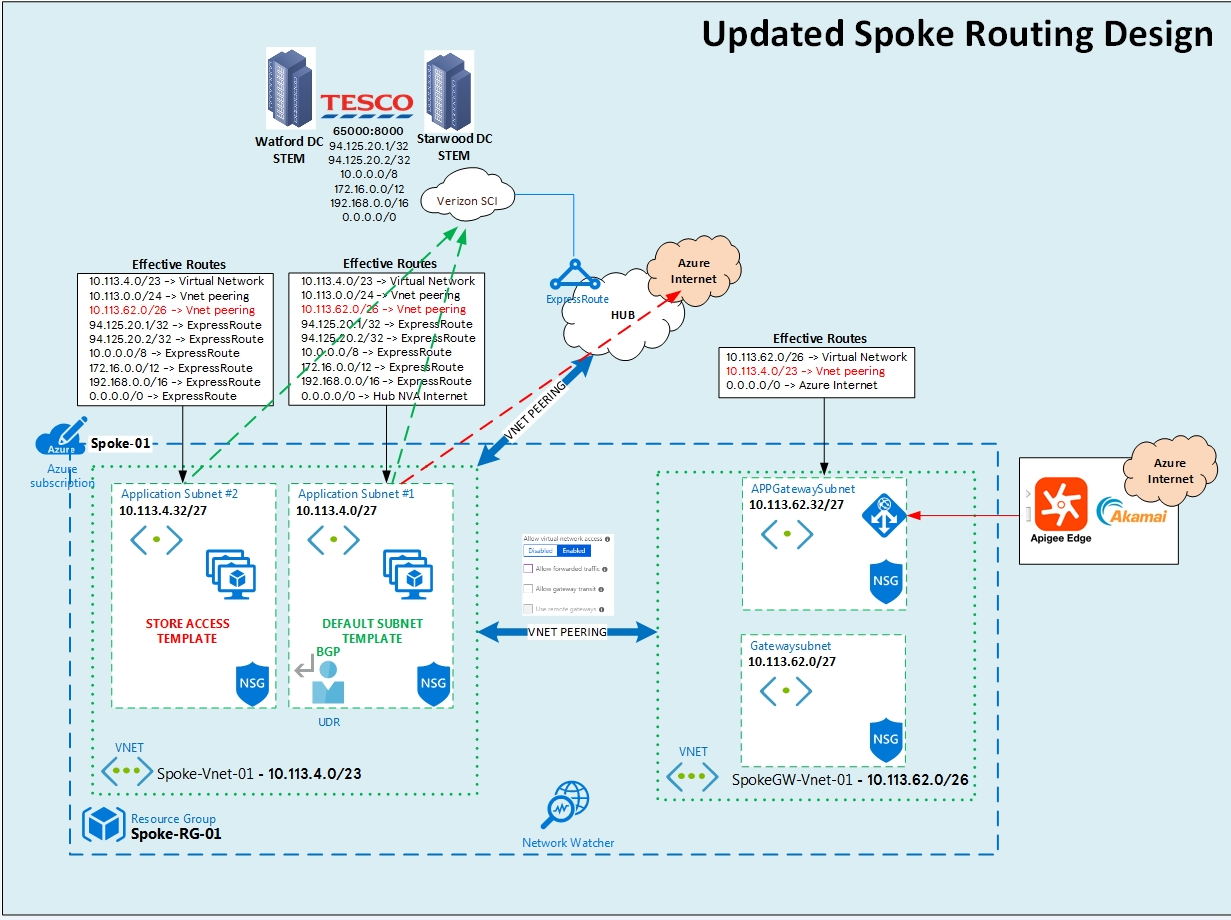 Updated Spoke Routing Design
TESCO
Watford DC
STEM
65000:8000
94.125.20.1/32
94.125.20.2/32
10.0.0.0/8
172.16.0.0/12
192.168.0.0/16
0.0.0.0/0
Starwood DC
STEM
Verizon SCI
ExpressRoute
HUB
Azure
Internet
Effective Routes
10.113.4.0/23 –> Virtual Network
10.113.0.0/24 –> Vnet peering
10.113.62.0/26 –> Vnet peering
94.125.20.1/32 –> ExpressRoute
94.125.20.2/32 –> ExpressRoute
10.0.0.0/8 –> ExpressRoute
172.16.0.0/12 –> ExpressRoute
192.168.0.0/16 –> ExpressRoute
0.0.0.0/0 –> ExpressRoute
Effective Routes
10.113.4.0/23 –> Virtual Network
10.113.0.0/24 –> Vnet peering
10.113.62.0/26 –> Vnet peering
94.125.20.1/32 –> ExpressRoute
94.125.20.2/32 –> ExpressRoute
10.0.0.0/8 –> ExpressRoute
172.16.0.0/12 –> ExpressRoute
192.168.0.0/16 –> ExpressRoute
0.0.0.0/0 –> Hub NVA Internet
Effective Routes
10.113.62.0/26 –> Virtual Network
10.113.4.0/23 –> Vnet peering
0.0.0.0/0 –> Azure Internet
VNET PEERING
Azure
Azure
subscription
Spoke-01
Application Subnet #2
10.113.4.32/27
STORE ACCESS
TEMPLATE
NSG
Application Subnet #1
10.113.4.0/27
DEFAULT SUBNET
TEMPLATE
BGP
UDR
NSG
VNET
Spoke-Vnet-01 - 10.113.4.0/23
Resource Group
Spoke-RG-01
Allow virtual network access
Disabled Enabled
Allow forwarded traffic
Allow gateway transit
Use remote gateways
VNET PEERING
Network Watcher
APPGatewaySubnet
10.113.62.32/27
NSG
Gatewaysubnet
10.113.62.0/27
NSG
VNET
SpokeGW-Vnet-01 - 10.113.62.0/26
Azure
Internet
Apigee Edge
Akamai